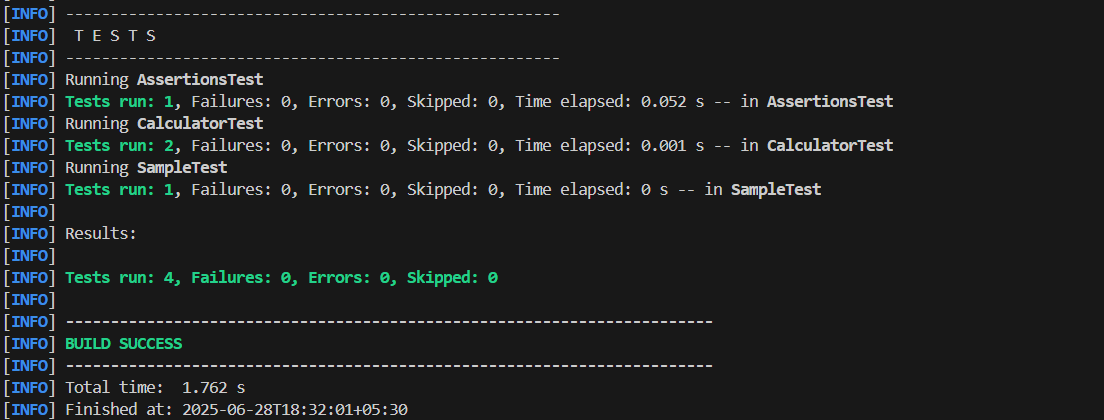 [INFO] -------------------------------------------------------
[INFO]  T E S T S
[INFO] -------------------------------------------------------
[INFO] Running AssertionsTest
[INFO] Tests run: 1, Failures: 0, Errors: 0, Skipped: 0, Time elapsed: 0.052 s -- in AssertionsTest
[INFO] Running CalculatorTest
[INFO] Tests run: 2, Failures: 0, Errors: 0, Skipped: 0, Time elapsed: 0.001 s -- in CalculatorTest
[INFO] Running SampleTest
[INFO] Tests run: 1, Failures: 0, Errors: 0, Skipped: 0, Time elapsed: 0 s -- in SampleTest
[INFO]
[INFO] Results:
[INFO]
[INFO] Tests run: 4, Failures: 0, Errors: 0, Skipped: 0
[INFO]
[INFO] ------------------------------------------------------------------------
[INFO] BUILD SUCCESS
[INFO] ------------------------------------------------------------------------
[INFO] Total time:  1.762 s
[INFO] Finished at: 2025-06-28T18:32:01+05:30